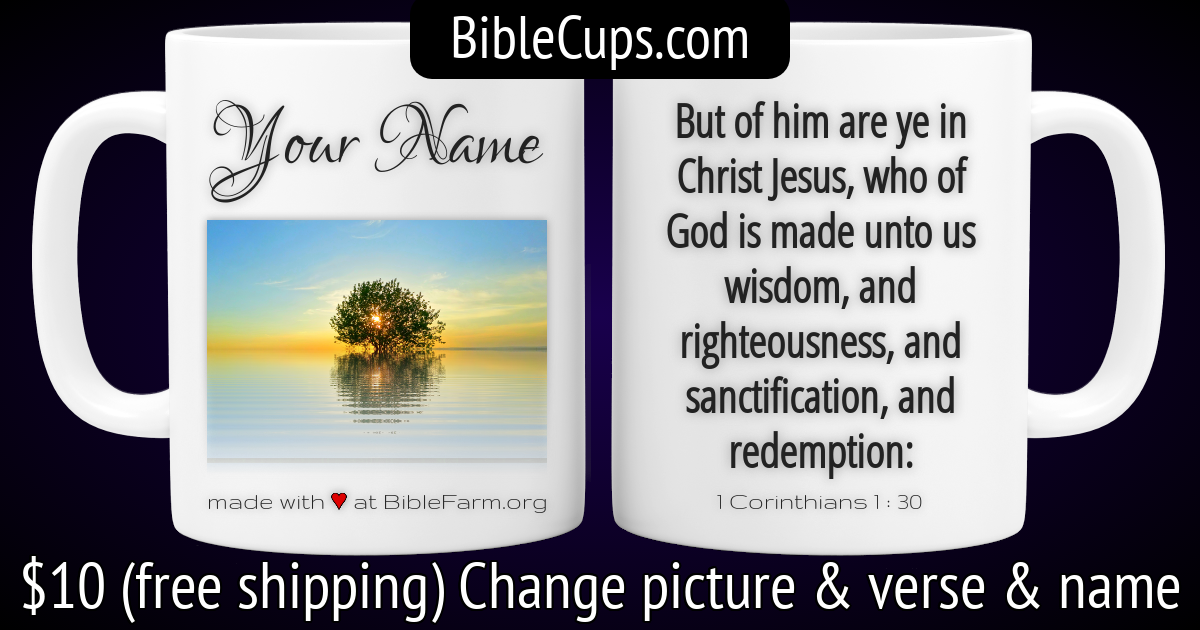 BibleCups.com
Your Name
made with ♥ at BibleFarm.org
But of him are ye in
Christ Jesus, who of
God is made unto us
wisdom, and
righteousness, and
sanctification, and
redemption:
1 Corinthians 1 : 30
$10 (free shipping) Change picture & verse & name